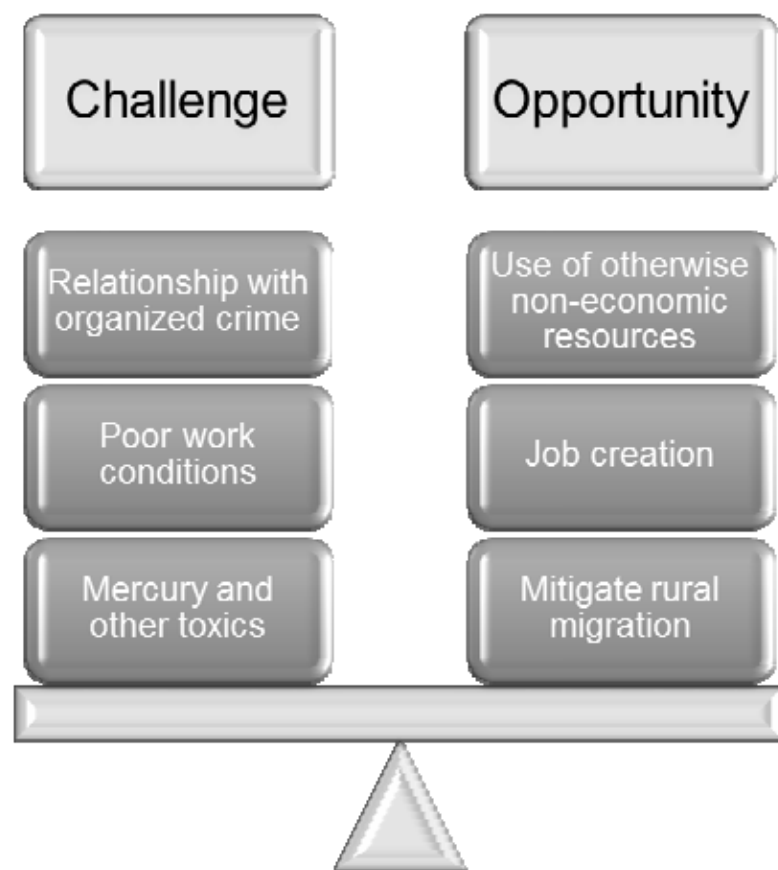 Challenge
Opportunity
Relationship with
organized crime
Use of otherwise
non-economic
resources
Poor work
conditions
Job creation
Mercury and
other toxics
Mitigate rural
migration